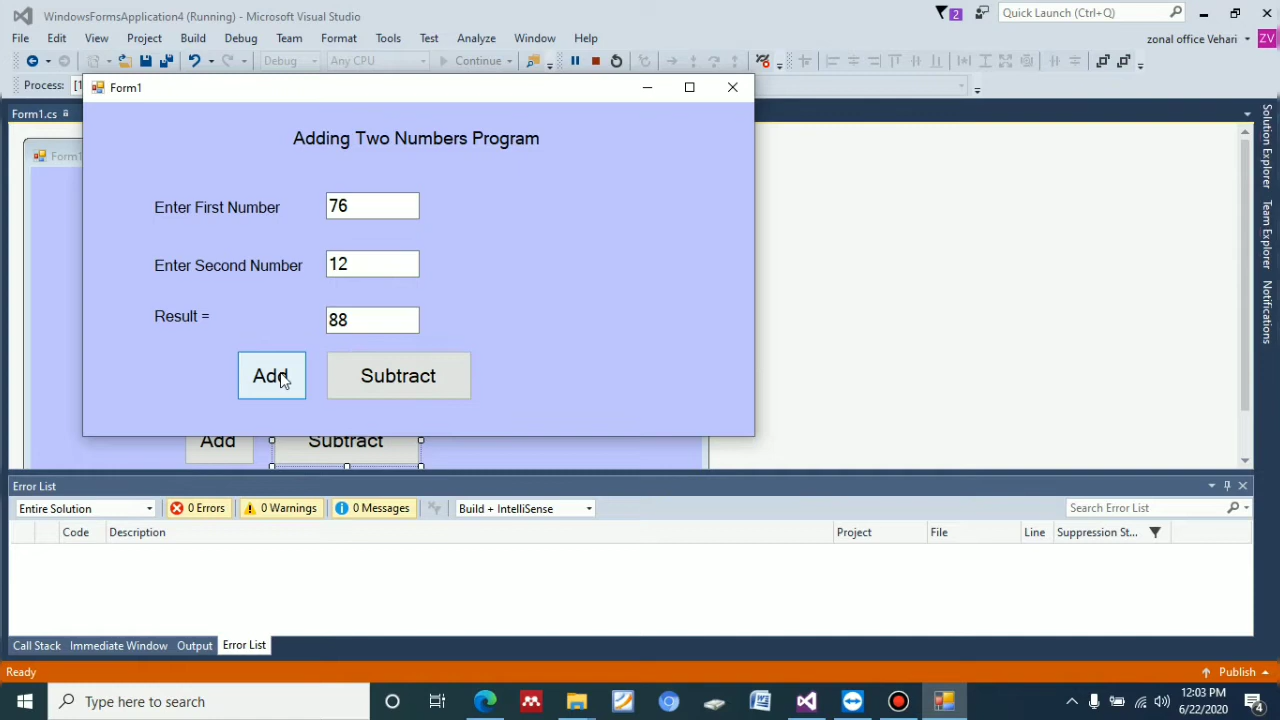 WindowsFormsApplication4 (Running) - Microsoft Visual Studio
2
Quick Launch (Ctrl+Q)
File Edit View Project Build Debug Team Format Tools Test Analyze Window Help
zonal office Vehari
ZV
Debug Any CPU Continue
Process: [1
Form1
Form1.cs
Form1
Adding Two Numbers Program
Enter First Number 76
Enter Second Number 12
Result = 88
Add Subtract
Add Subtract
Solution Explorer
Team Explorer
Notifications
Error List
Entire Solution 0 Errors 0 Warnings 0 Messages Build + IntelliSense Search Error List
Code Description Project File Line Suppression St...
Call Stack Immediate Window Output Error List
Ready Publish
Type here to search
12:03 PM
6/22/2020
4